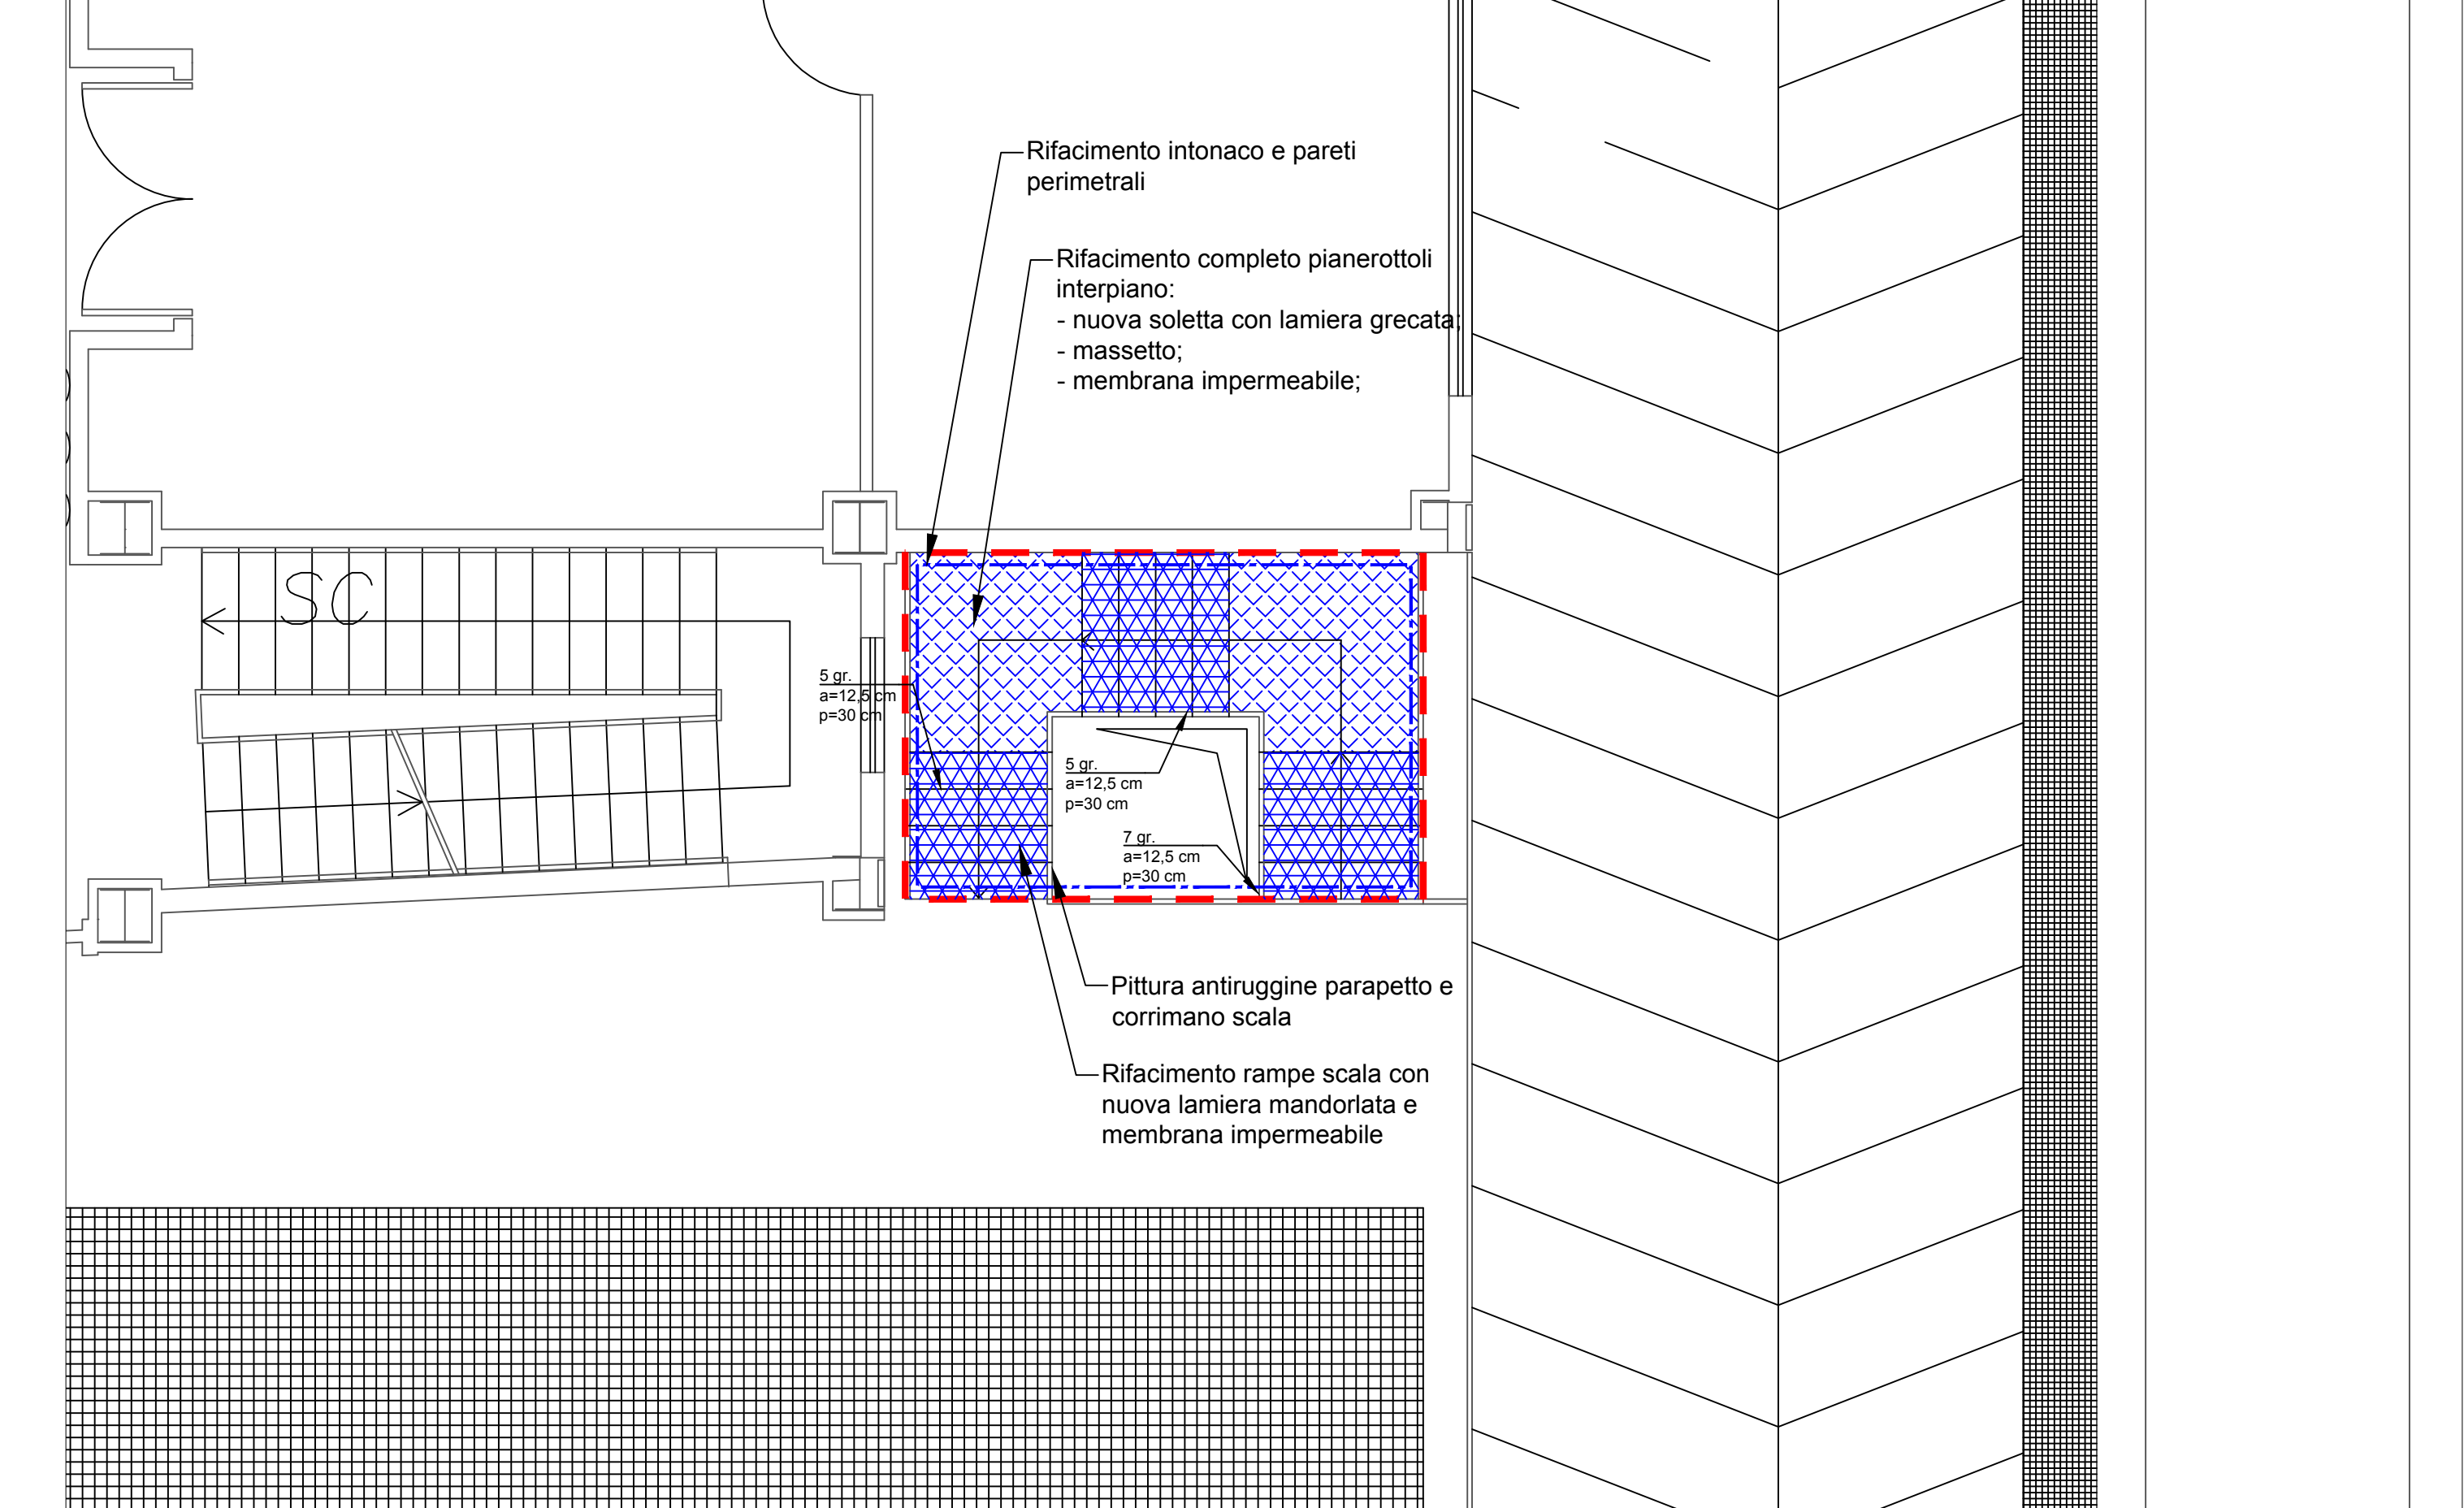 Rifacimento intonaco e pareti
perimetrali
Rifacimento completo pianerottoli
interpiano:
- nuova soletta con lamiera grecata;
- massetto;
- membrana impermeabile;
SC
5 gr.
a=12,5 cm
p=30 cm
5 gr.
a=12,5 cm
p=30 cm
7 gr.
a=12,5 cm
p=30 cm
Pittura antiruggine parapetto e
corrimano scala
Rifacimento rampe scala con
nuova lamiera mandorlata e
membrana impermeabile